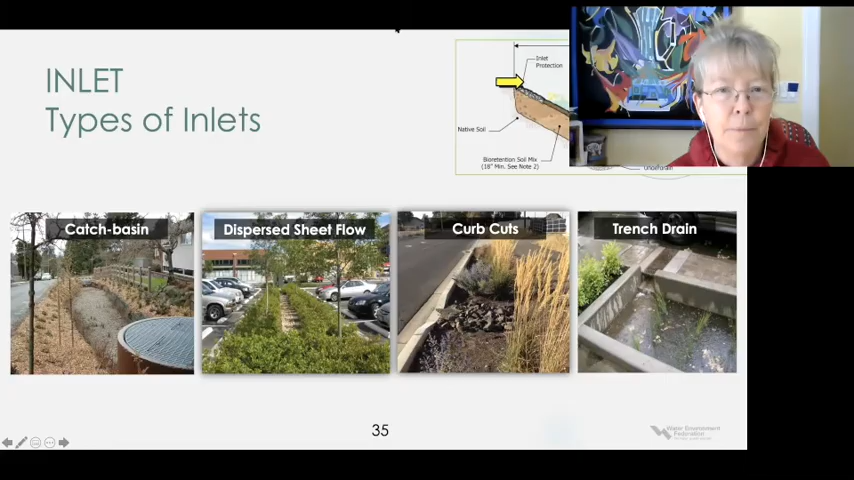 INLET
Types of Inlets
Inlet
Protection
Native Soil
Bioretention Soil Mix
(18" Min. See Note 2)
Underdrain
Catch-basin
Dispersed Sheet Flow
Curb Cuts
Trench Drain
35
Water Environment
Federation